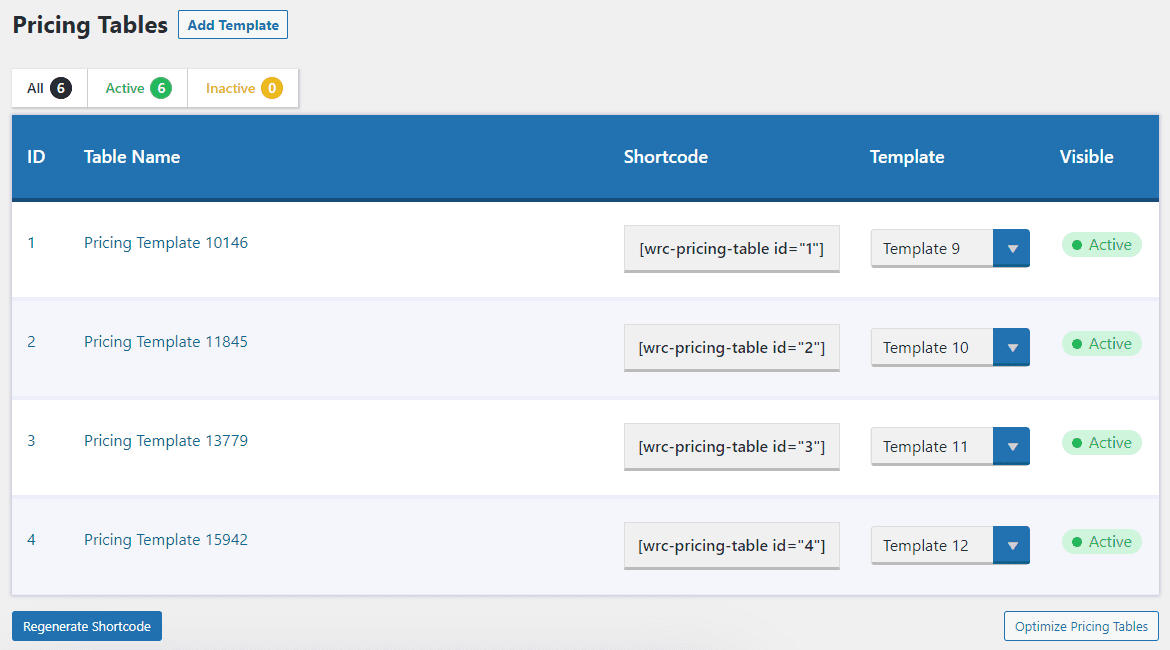 Pricing Tables Add Template
All 6 Active 6 Inactive 0
ID Table Name Shortcode Template Visible
1 Pricing Template 10146 [wrc-pricing-table id="1"] Template 9 Active
2 Pricing Template 11845 [wrc-pricing-table id="2"] Template 10 Active
3 Pricing Template 13779 [wrc-pricing-table id="3"] Template 11 Active
4 Pricing Template 15942 [wrc-pricing-table id="4"] Template 12 Active
Regenerate Shortcode Optimize Pricing Tables